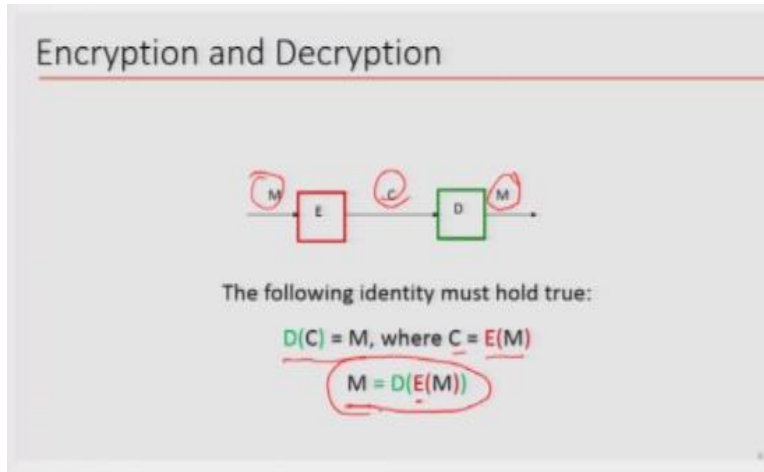 Encryption and Decryption
M E C D M
The following identity must hold true:
D(C) = M, where C = E(M)
M = D(E(M))